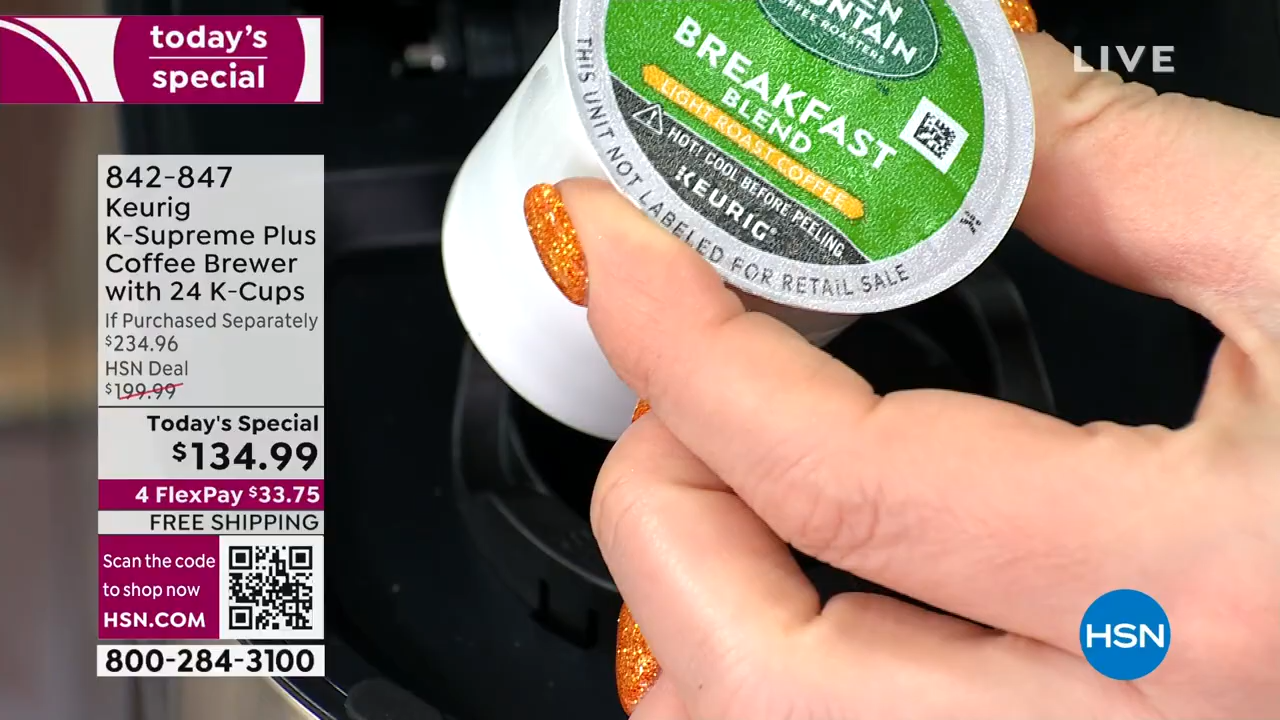 today's
special
LIVE
842-847
Keurig
K-Supreme Plus
Coffee Brewer
with 24 K-Cups
If Purchased Separately
$234.96
HSN Deal
$199.99
Today's Special
$134.99
4 FlexPay $33.75
FREE SHIPPING
Scan the code
to shop now
HSN.COM
800-284-3100
MOUNTAIN
COFFEE ROASTERS
BREAKFAST
BLEND
LIGHT ROAST COFFEE
HOT! COOL BEFORE PEELING
KEURIG
THIS UNIT NOT LABELED FOR RETAIL SALE
HSN